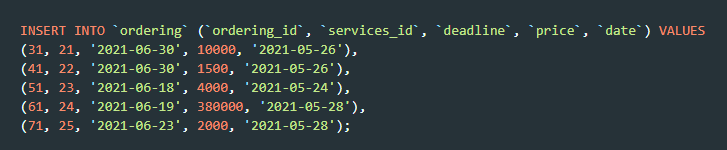 INSERT INTO `ordering` (`ordering_id`, `services_id`, `deadline`, `price`, `date`) VALUES
(31, 21, '2021-06-30', 10000, '2021-05-26'),
(41, 22, '2021-06-30', 1500, '2021-05-26'),
(51, 23, '2021-06-18', 4000, '2021-05-24'),
(61, 24, '2021-06-19', 380000, '2021-05-28'),
(71, 25, '2021-06-23', 2000, '2021-05-28');